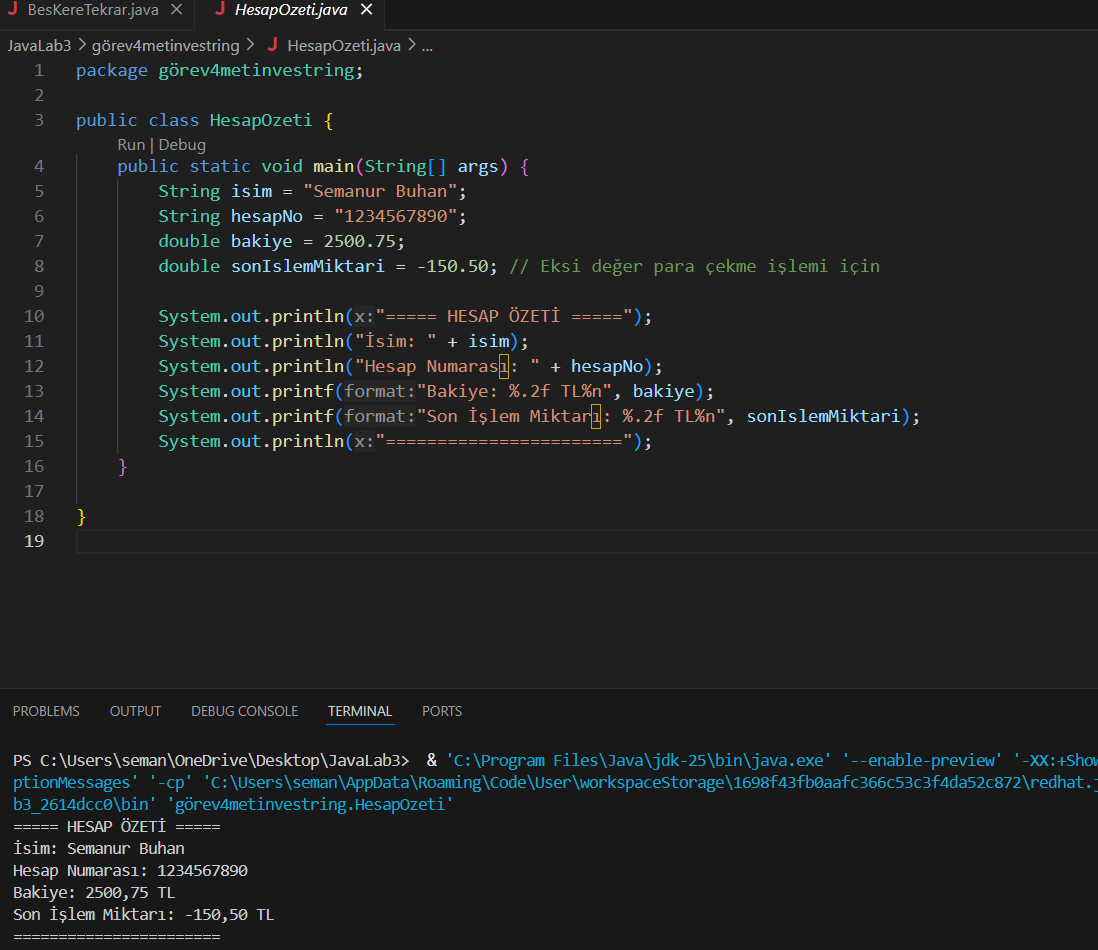 BesKereTekrar.java
HesapOzeti.java
JavaLab3 > görev4metinvestring > HesapOzeti.java > ...
1 package görev4metinvestring;
2
3 public class HesapOzeti {
Run | Debug
4 public static void main(String[] args) {
5 String isim = "Semanur Buhan";
6 String hesapNo = "1234567890";
7 double bakiye = 2500.75;
8 double sonIslemMiktari = -150.50; // Eksi değer para çekme işlemi için
9
10 System.out.println(x:"===== HESAP ÖZETİ =====");
11 System.out.println("İsim: " + isim);
12 System.out.println("Hesap Numarası: " + hesapNo);
13 System.out.printf(format:"Bakiye: %.2f TL%n", bakiye);
14 System.out.printf(format:"Son İşlem Miktarı: %.2f TL%n", sonIslemMiktari);
15 System.out.println(x:"=======================");
16 }
17
18 }
19
PROBLEMS OUTPUT DEBUG CONSOLE TERMINAL PORTS
PS C:\Users\seman\OneDrive\Desktop\JavaLab3> & 'C:\Program Files\Java\jdk-25\bin\java.exe' '--enable-preview' '-XX:+Show
ptionMessages' '-cp' 'C:\Users\seman\AppData\Roaming\Code\User\workspaceStorage\1698f43fb0aafc366c53c3f4da52c872\redhat.j
b3_2614dcc0\bin' 'görev4metinvestring.HesapOzeti'
===== HESAP ÖZETİ =====
İsim: Semanur Buhan
Hesap Numarası: 1234567890
Bakiye: 2500,75 TL
Son İşlem Miktarı: -150,50 TL
=======================